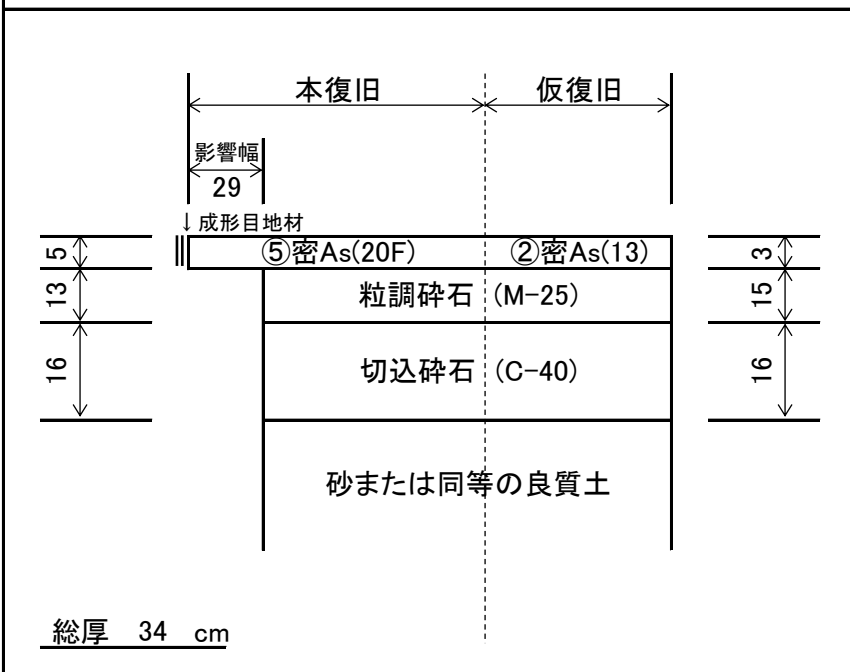 本復旧 仮復旧
影響幅
29
↓成形目地材
5 ⑤密As(20F) ②密As(13) 3
13 粒調砕石 (M-25) 15
16 切込砕石 (C-40) 16
砂または同等の良質土
総厚 34 cm